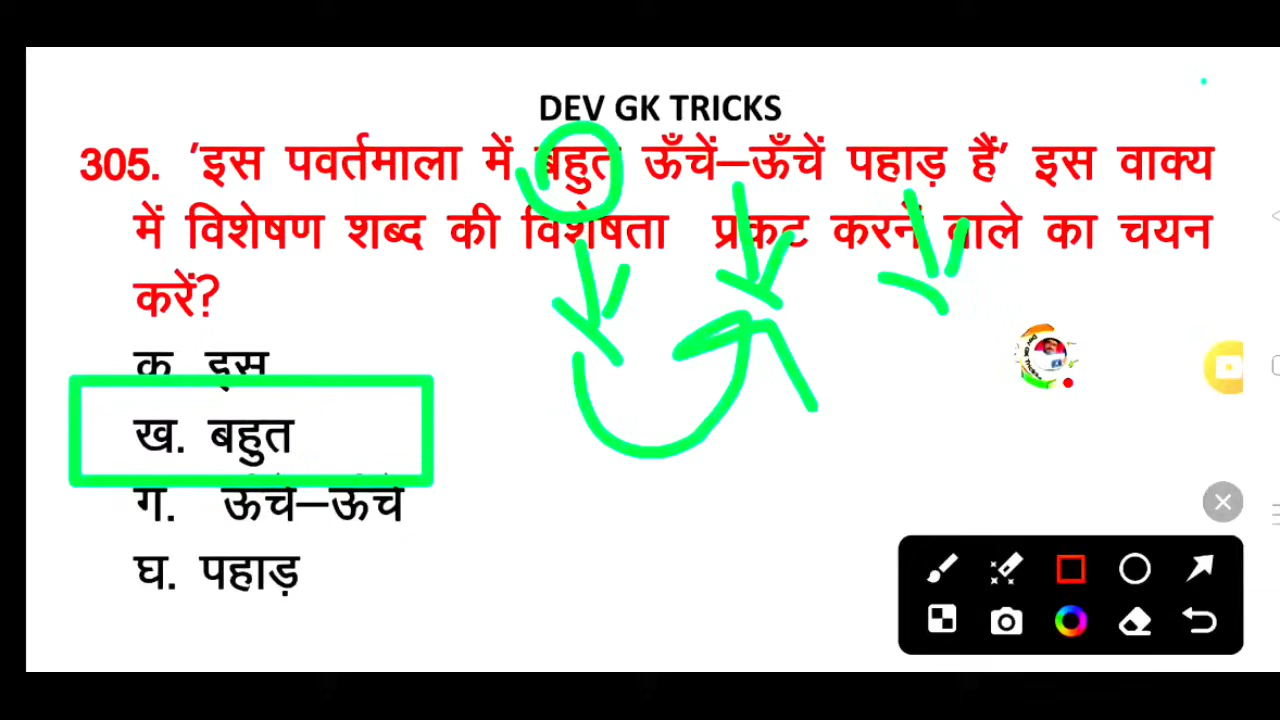 DEV GK TRICKS
305. 'इस पवर्तमाला में बहुत ऊँचें–ऊँचें पहाड़ हैं' इस वाक्य
में विशेषण शब्द की विशेषता प्रकट करनें वाले का चयन
करें?
क इस
ख. बहुत
ग. ऊँचें–ऊँचें
घ. पहाड़